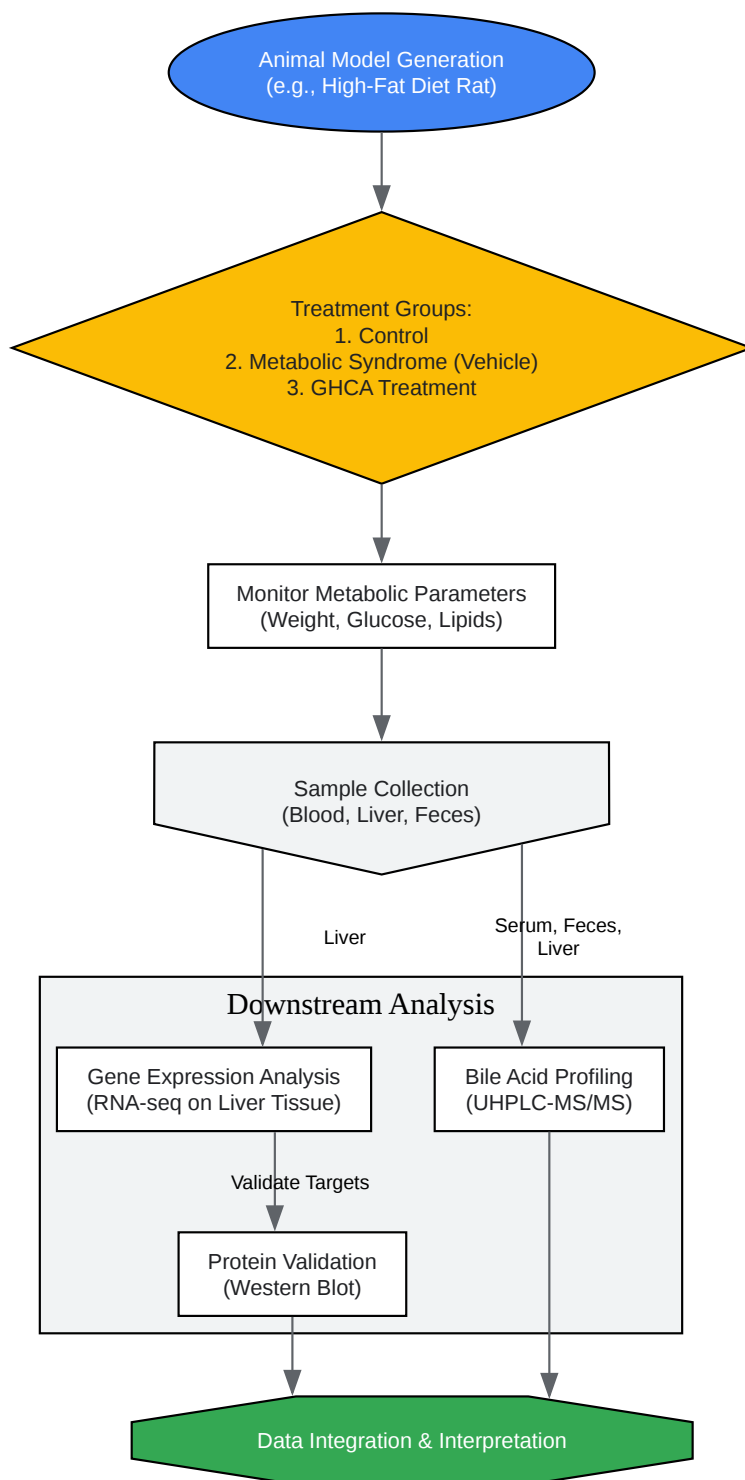 Animal Model Generation
(e.g., High-Fat Diet Rat)
Treatment Groups:
1. Control
2. Metabolic Syndrome (Vehicle)
3. GHCA Treatment
Monitor Metabolic Parameters
(Weight, Glucose, Lipids)
Sample Collection
(Blood, Liver, Feces)
Liver
Serum, Feces,
Liver
Downstream Analysis
Gene Expression Analysis
(RNA-seq on Liver Tissue)
Bile Acid Profiling
(UHPLC-MS/MS)
Validate Targets
Protein Validation
(Western Blot)
Data Integration & Interpretation